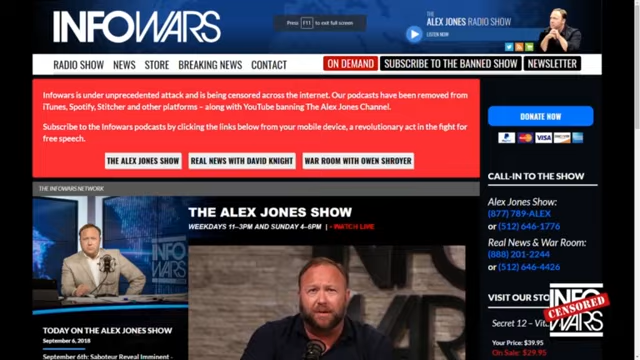 INFOWARS
Press F11 to exit full screen
THE
ALEX JONES RADIO SHOW
LISTEN NOW
RADIO SHOW NEWS STORE BREAKING NEWS CONTACT ON DEMAND SUBSCRIBE TO THE BANNED SHOW NEWSLETTER
Infowars is under unprecedented attack and is being censored across the internet. Our podcasts have been removed from
iTunes, Spotify, Stitcher and other platforms – along with YouTube banning The Alex Jones Channel.
Subscribe to the Infowars podcasts by clicking the links below from your mobile device, a revolutionary act in the fight for
free speech.
THE ALEX JONES SHOW REAL NEWS WITH DAVID KNIGHT WAR ROOM WITH OWEN SHROYER
DONATE NOW
PayPal VISA
CALL-IN TO THE SHOW
Alex Jones Show:
(877) 789-ALEX
or (512) 646-1776
Real News & War Room:
(888) 201-2244
or (512) 646-4426
THE INFOWARS NETWORK
THE ALEX JONES SHOW
WEEKDAYS 11–3PM AND SUNDAY 4–6PM | • WATCH LIVE
TODAY ON THE ALEX JONES SHOW
SEPTEMBER 6, 2018
September 6th: Saboteur Reveal Imminent -
VISIT OUR STO
Secret 12 – Vit
Your Price: $39.95
On Sale: $29.95
INFO
CENSORED
WARS